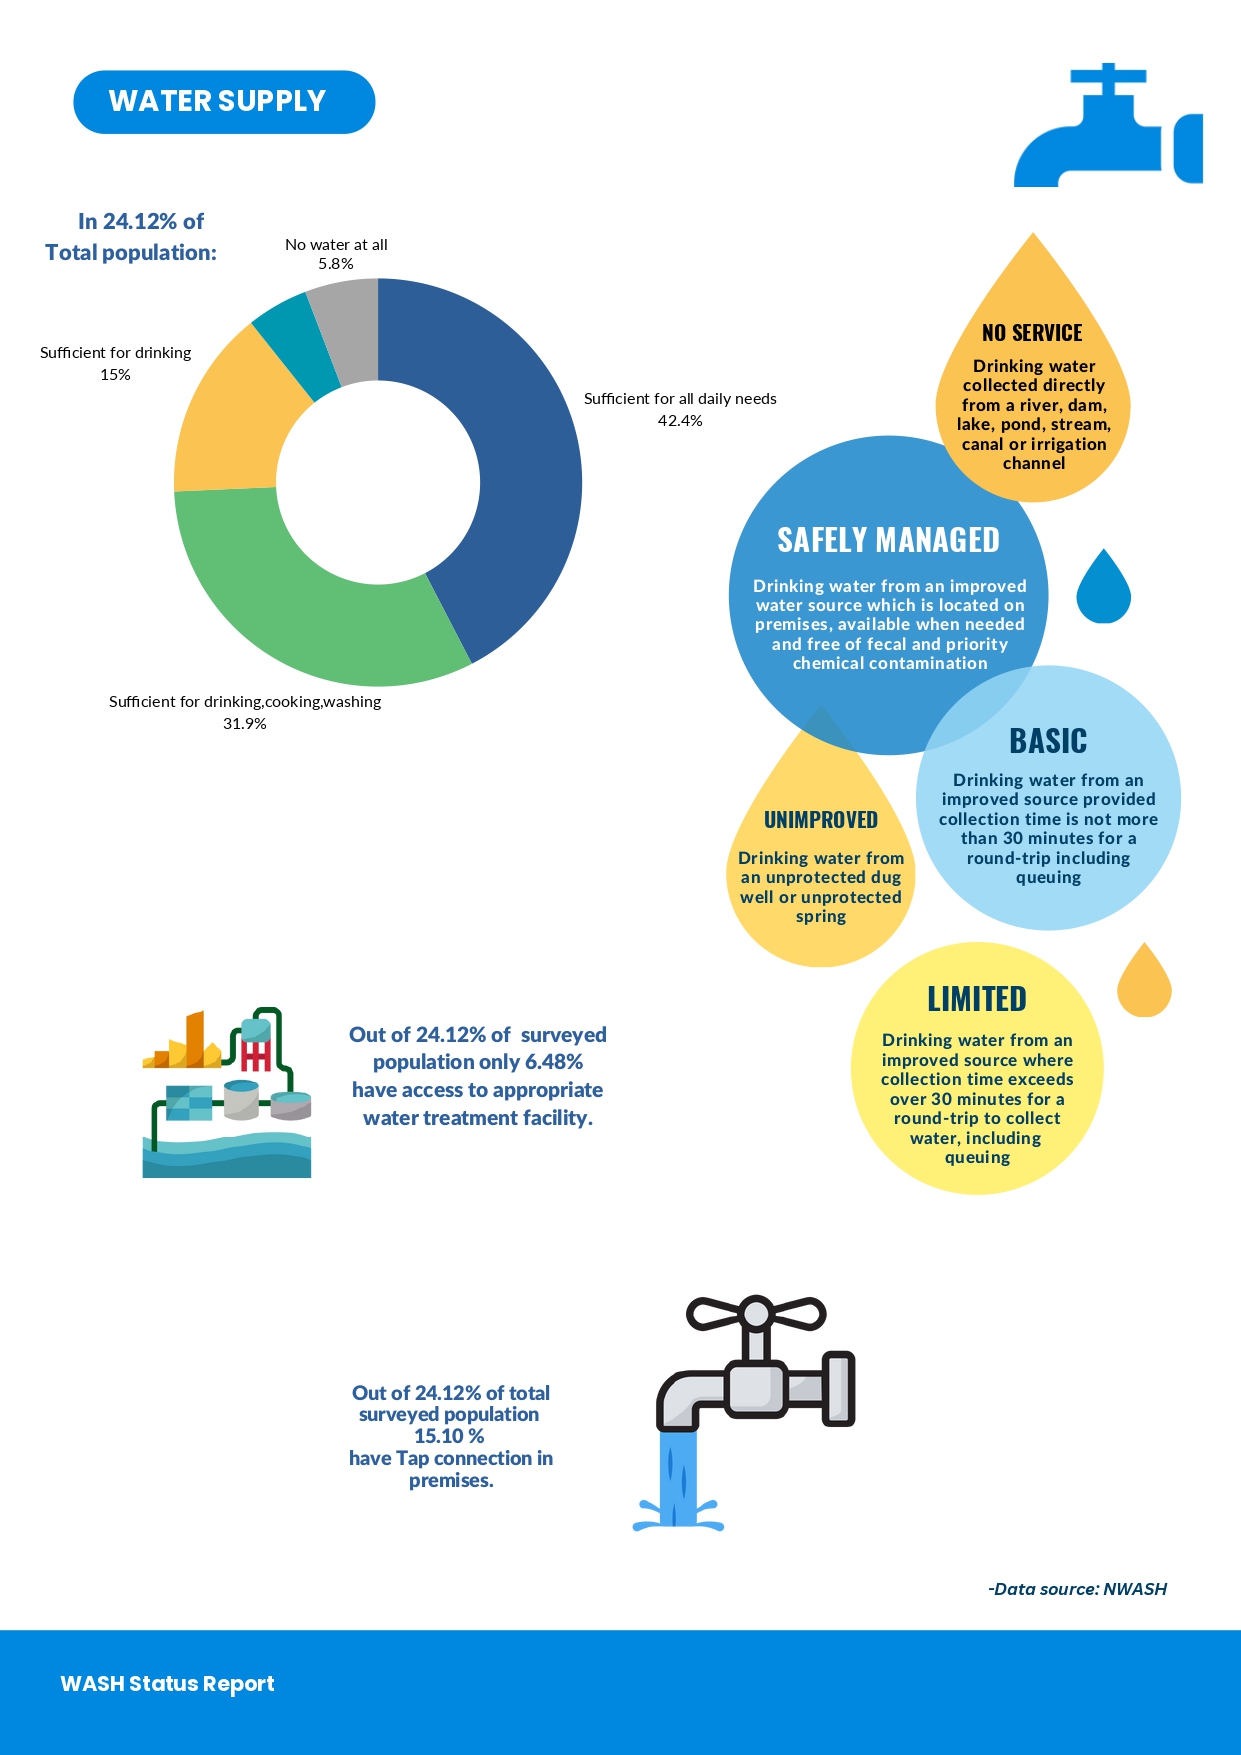 WATER SUPPLY
In 24.12% of
Total population:
No water at all
5.8%
Sufficient for drinking
15%
Sufficient for all daily needs
42.4%
Sufficient for drinking,cooking,washing
31.9%
NO SERVICE
Drinking water
collected directly
from a river, dam,
lake, pond, stream,
canal or irrigation
channel
SAFELY MANAGED
Drinking water from an improved
water source which is located on
premises, available when needed
and free of fecal and priority
chemical contamination
BASIC
Drinking water from an
improved source provided
collection time is not more
than 30 minutes for a
round-trip including
queuing
UNIMPROVED
Drinking water from
an unprotected dug
well or unprotected
spring
LIMITED
Drinking water from an
improved source where
collection time exceeds
over 30 minutes for a
round-trip to collect
water, including
queuing
Out of 24.12% of surveyed
population only 6.48%
have access to appropriate
water treatment facility.
Out of 24.12% of total
surveyed population
15.10 %
have Tap connection in
premises.
-Data source: NWASH
WASH Status Report